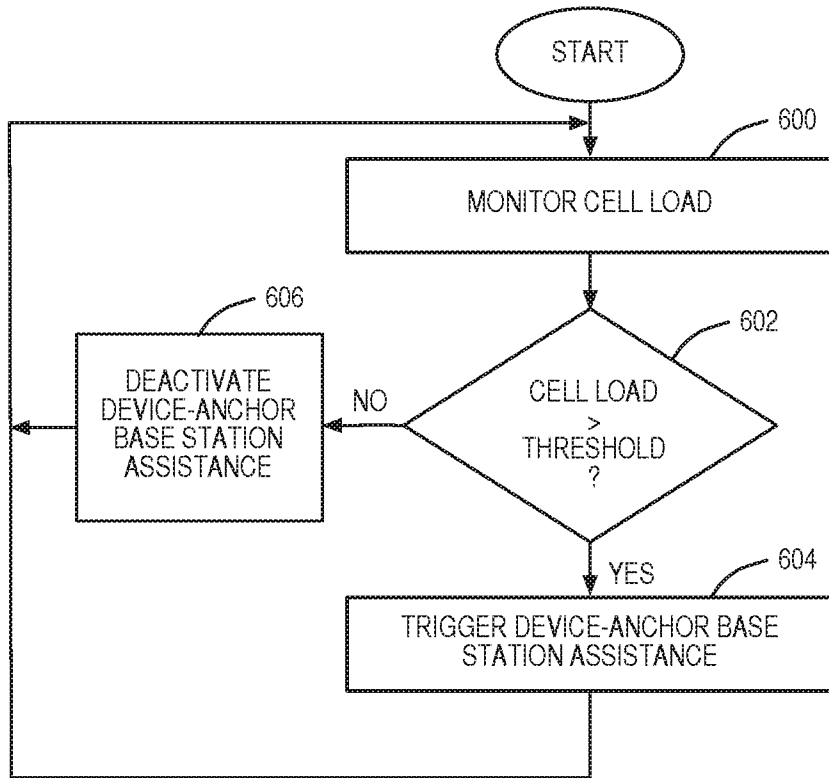 START
600
MONITOR CELL LOAD
602
CELL LOAD
>
THRESHOLD
?
606
DEACTIVATE
DEVICE-ANCHOR
BASE STATION
ASSISTANCE
NO
YES
604
TRIGGER DEVICE-ANCHOR BASE
STATION ASSISTANCE